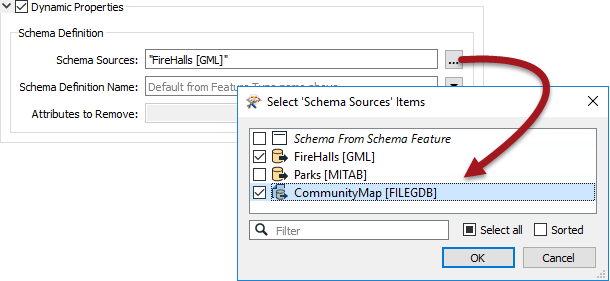 Dynamic Properties
Schema Definition
Schema Sources: "FireHalls [GML]" ...
Schema Definition Name: Default from Feature Type name above
Attributes to Remove:
Select 'Schema Sources' Items
Schema From Schema Feature
FireHalls [GML]
Parks [MITAB]
CommunityMap [FILEGDB]
Filter Select all Sorted
OK Cancel